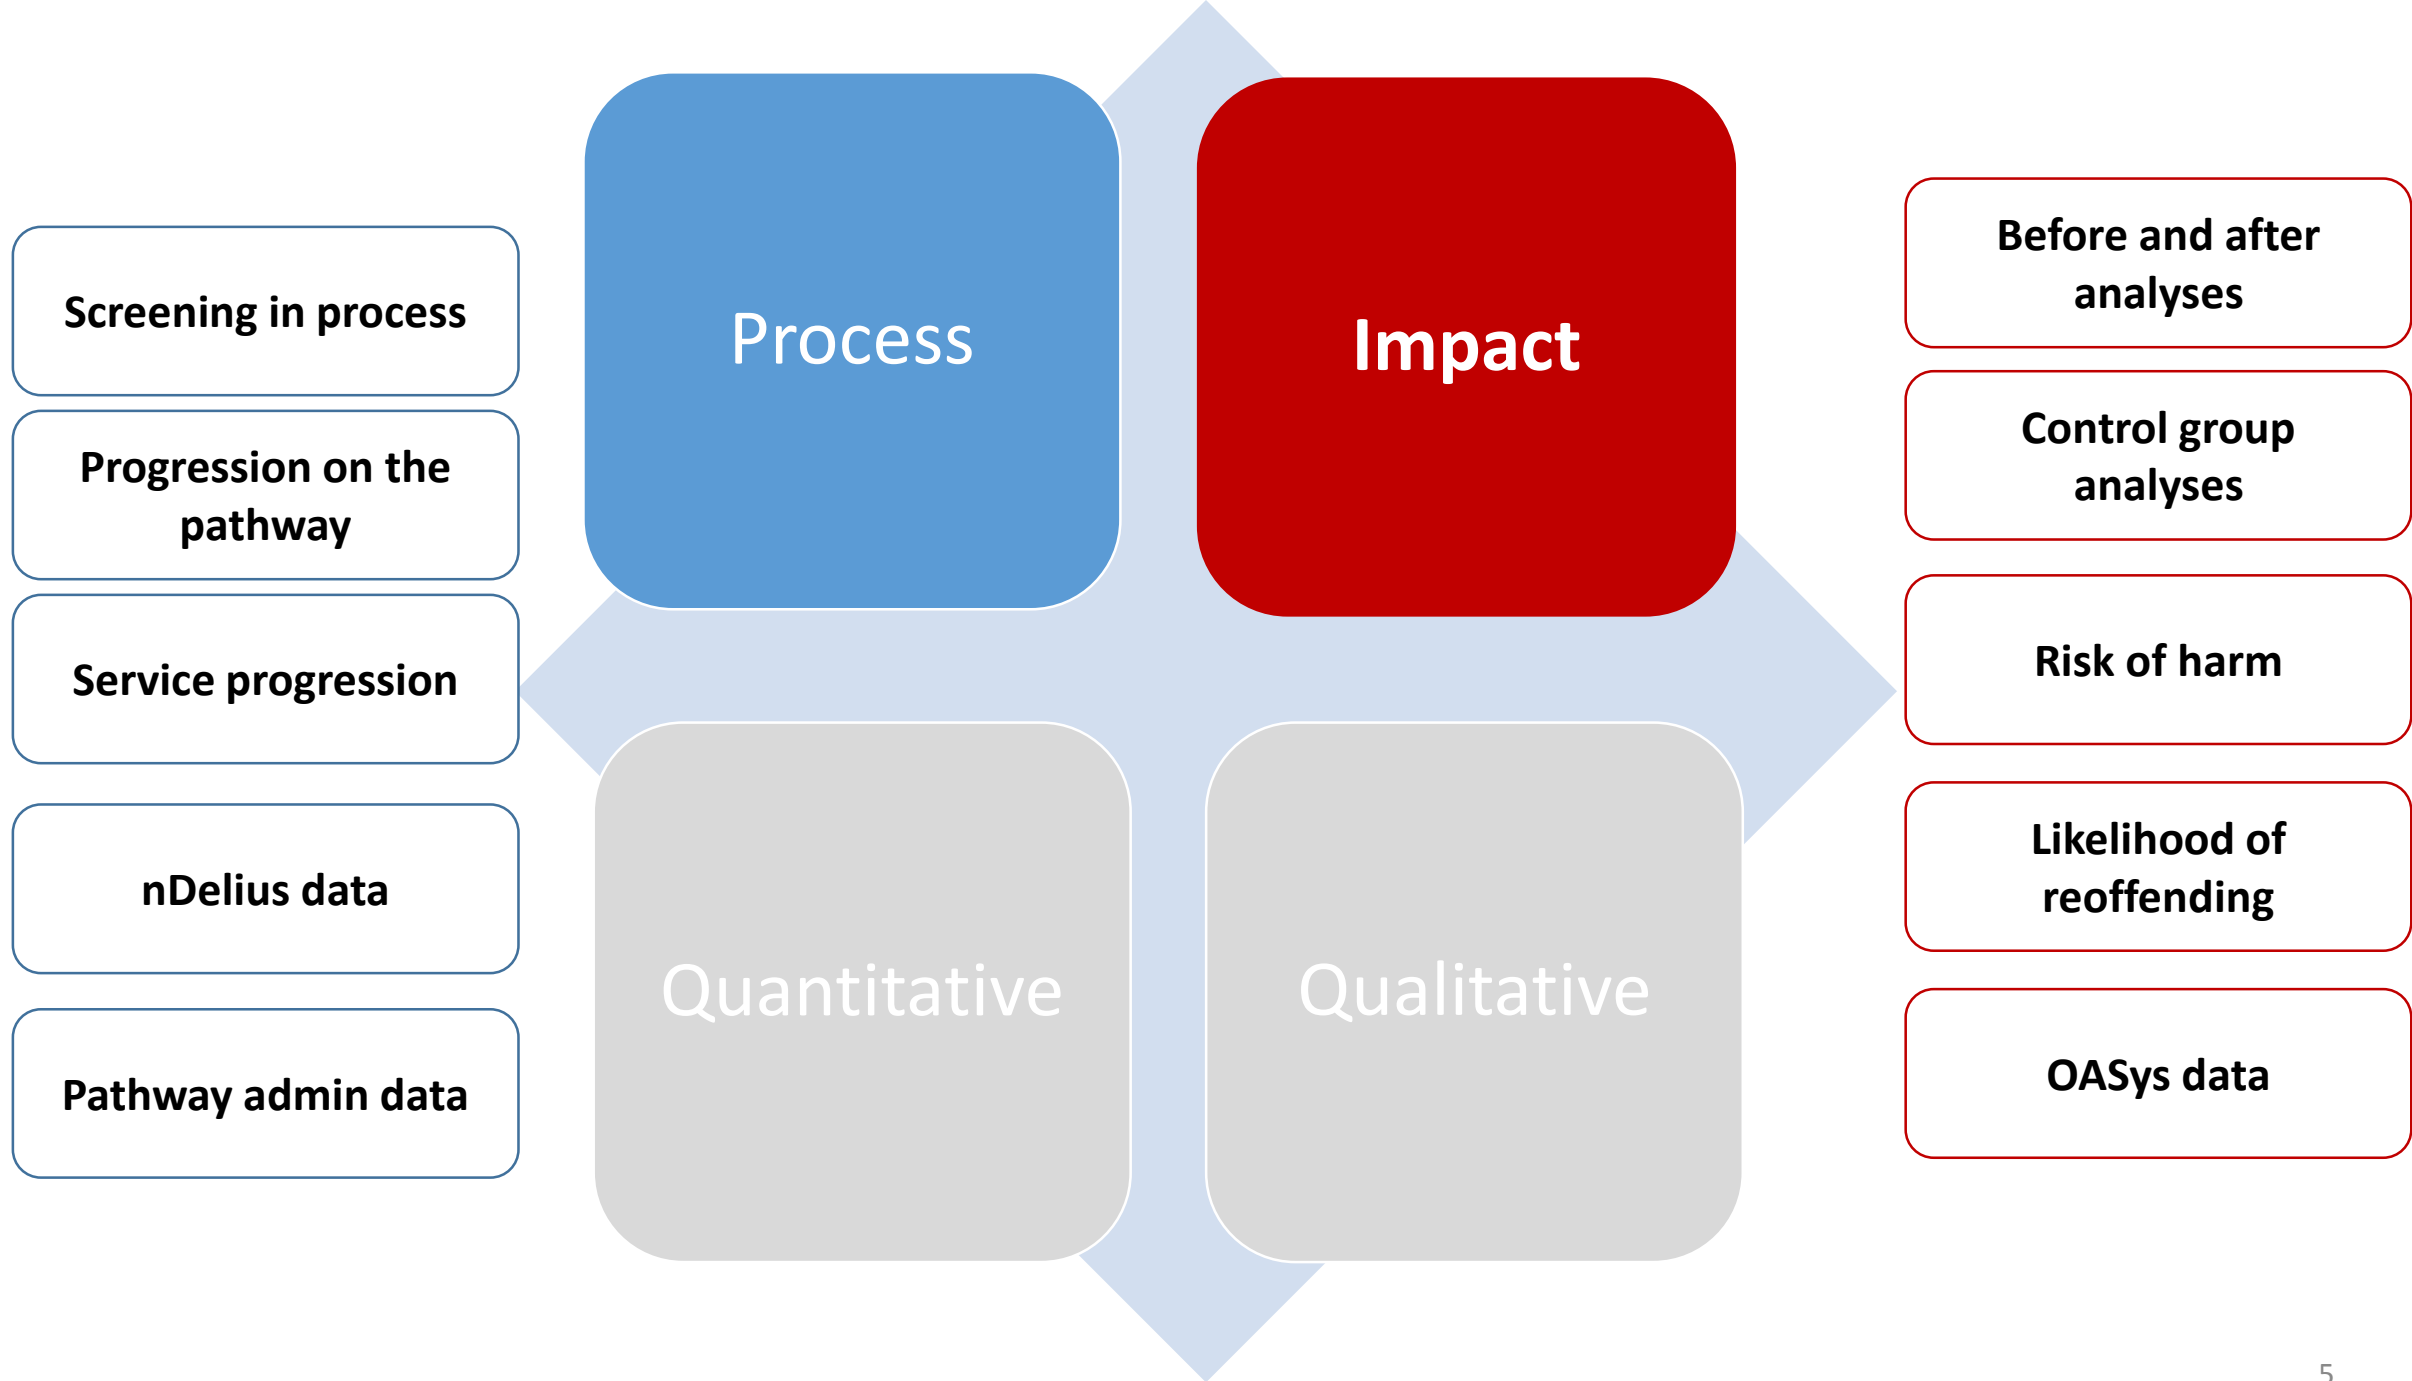 Screening in process
Progression on the
pathway
Service progression
nDelius data
Pathway admin data
Process
Impact
Quantitative
Qualitative
Before and after
analyses
Control group
analyses
Risk of harm
Likelihood of
reoffending
OASys data
5